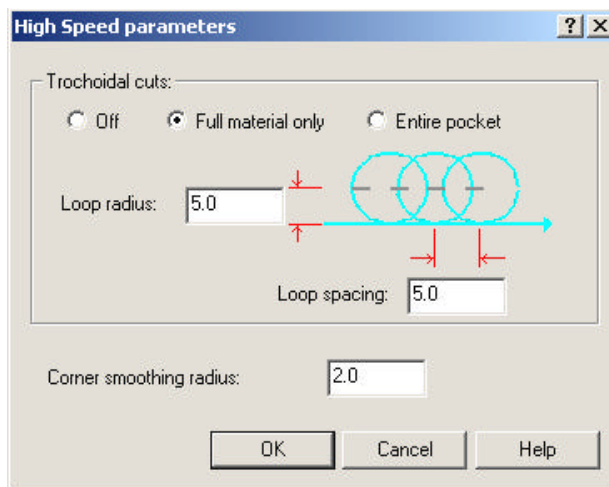 High Speed parameters
Trochoidal cuts:
Off Full material only Entire pocket
Loop radius: 5.0
Loop spacing: 5.0
Corner smoothing radius: 2.0
OK Cancel Help